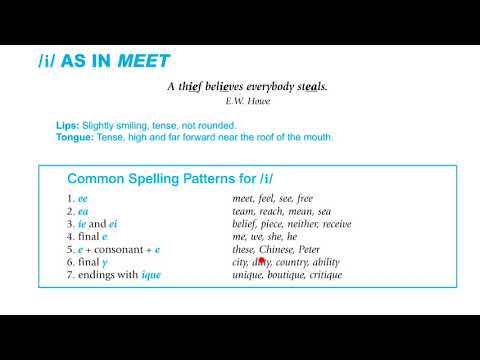 /i/ AS IN MEET
A thief believes everybody steals.
E.W. Howe
Lips: Slightly smiling, tense, not rounded.
Tongue: Tense, high and far forward near the roof of the mouth.
Common Spelling Patterns for /i/
1. ee meet, feel, see, free
2. ea team, reach, mean, sea
3. ie and ei belief, piece, neither, receive
4. final e me, we, she, he
5. e + consonant + e these, Chinese, Peter
6. final y city, duty, country, ability
7. endings with ique unique, boutique, critique